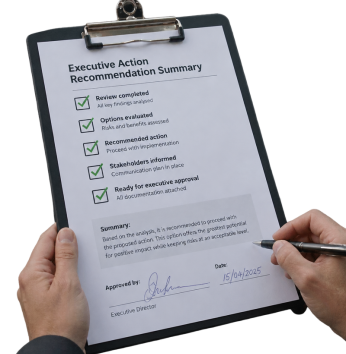 Executive Action
Recommendation Summary
Review completed
All key findings analyzed
Options evaluated
Risks and benefits assessed
Recommended action
Proceed with implementation
Stakeholders informed
Communication plan in place
Ready for executive approval
All documentation attached
Summary:
Based on the analysis, it is recommended to proceed with
the proposed action. This option offers the greatest potential
for positive impact while keeping risks at an acceptable level.
Approved by:
Date:
15/04/2025
Executive Director